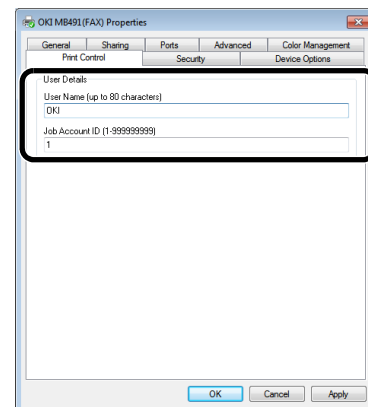 OKI MB491(FAX) Properties
General Sharing Ports Advanced Color Management
Print Control Security Device Options
User Details
User Name (up to 80 characters)
OKI
Job Account ID (1-999999999)
1
OK Cancel Apply